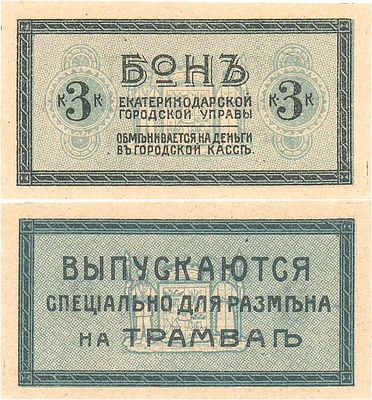 БОНЪ
К 3 К К 3 К
ЕКАТЕРИНОДАРСКОЙ
ГОРОДСКОЙ УПРАВЫ
ОБМѢНИВАЕТСЯ НА ДЕНЬГИ
ВЪ ГОРОДСКОЙ КАССѢ
ВЫПУСКАЮТСЯ
СПЕЦІАЛЬНО ДЛЯ РАЗМѢНА
НА ТРАМВАѢ